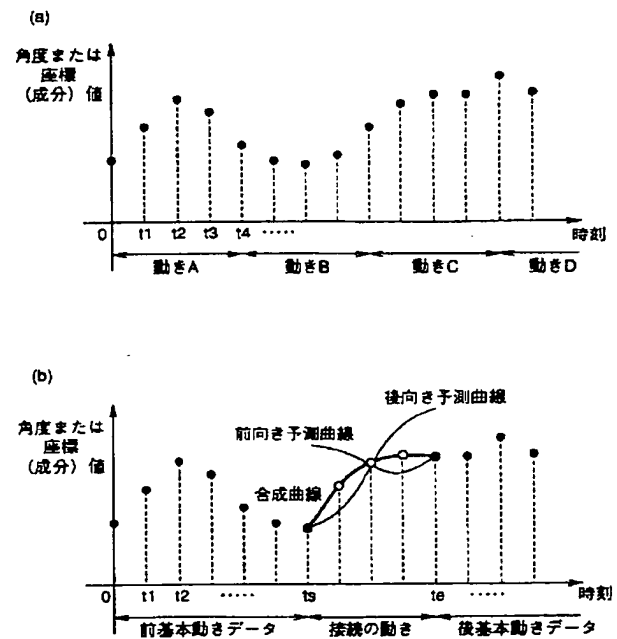 (a)
角度または
座標
(成分)値
0 t1 t2 t3 t4 ・・・・・ 時刻
動きA 動きB 動きC 動きD
(b)
後向き予測曲線
角度または
座標
(成分)値
前向き予測曲線
合成曲線
0 t1 t2 ・・・・・ ts te ・・・・・ 時刻
前基本動きデータ 接続の動き 後基本動きデータ